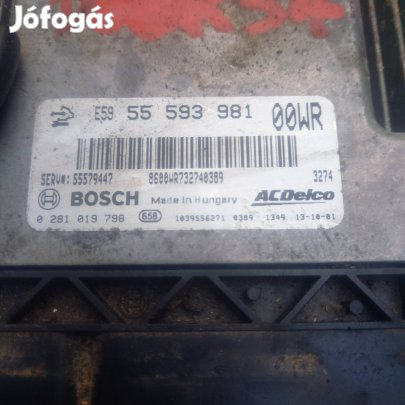 Jófogás
E59 55 593 981 00WR
SERV#: 55579447 8600WR732740389 3274
BOSCH Made in Hungary ACDelco
0 281 019 798 658 1039S56271 0389 1349 13-10-01